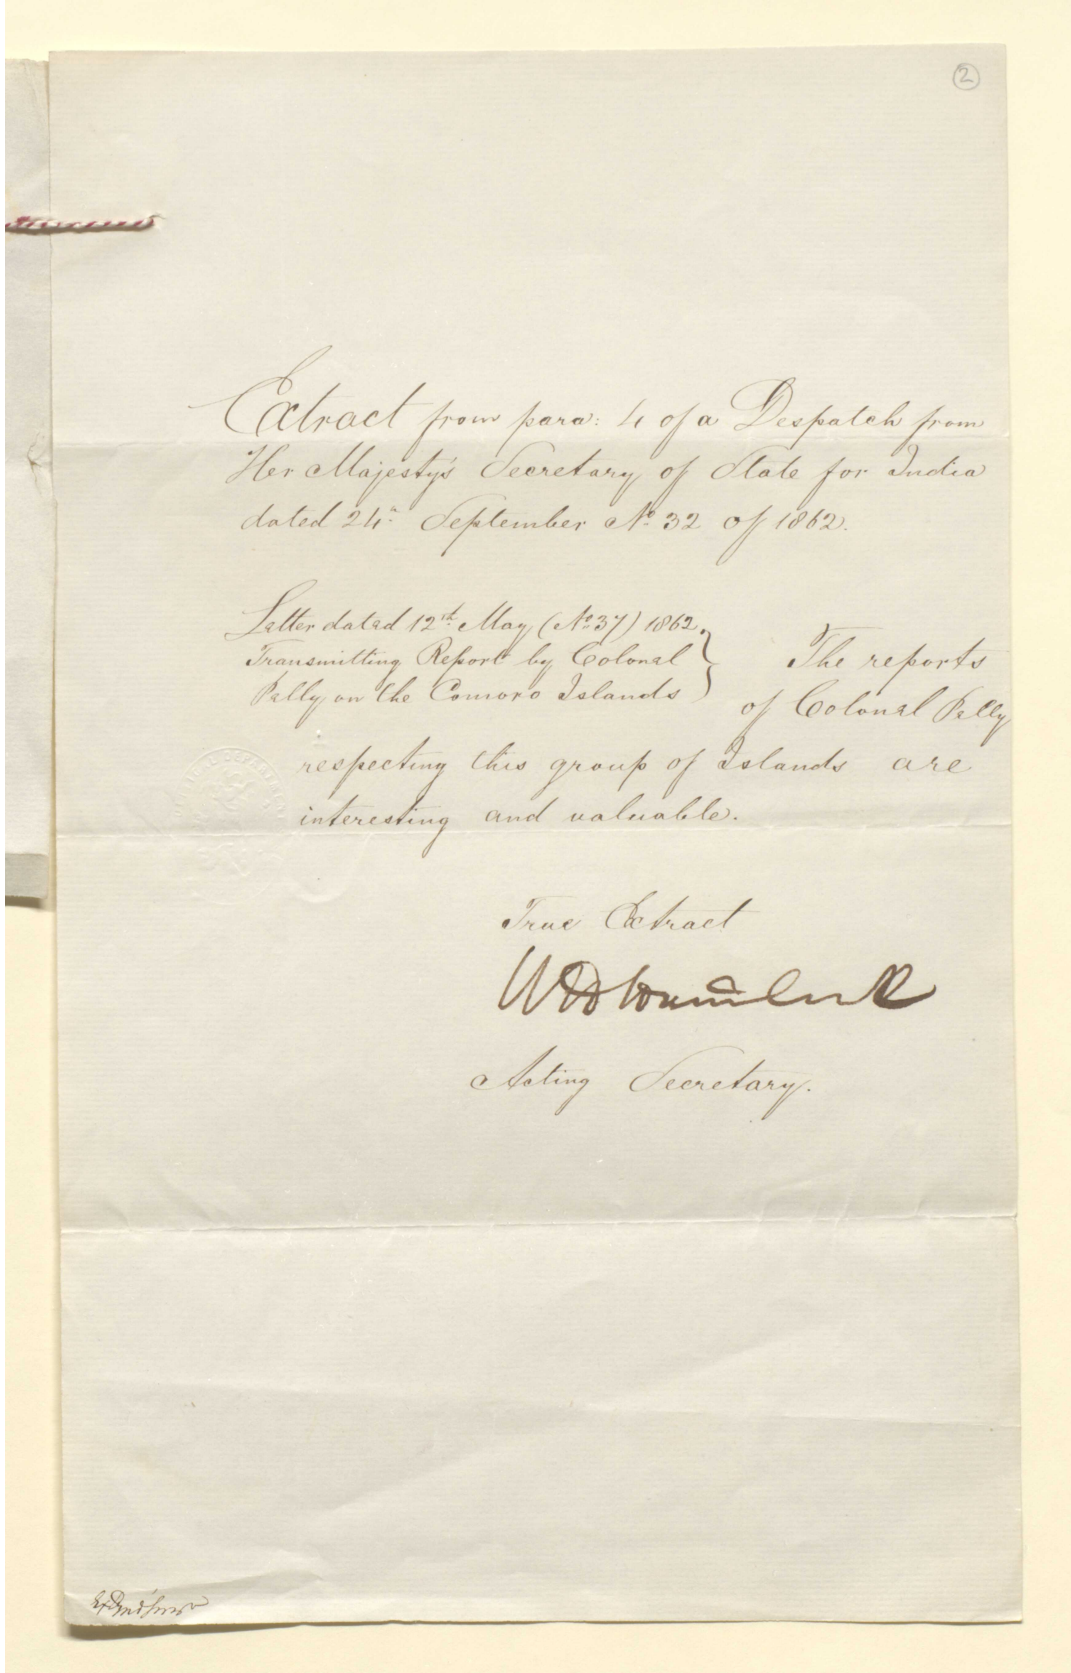 2
Extract from para: 4 of a Despatch from
Her Majesty's Secretary of State for India
dated 24th September No 32 of 1862.
Letter dated 12th May (No 37) 1862.
Transmitting Report by Colonel
Pelly on the Comoro Islands
The reports
of Colonel Pelly
respecting this group of Islands are
interesting and valuable.
True Extract
Acting Secretary.